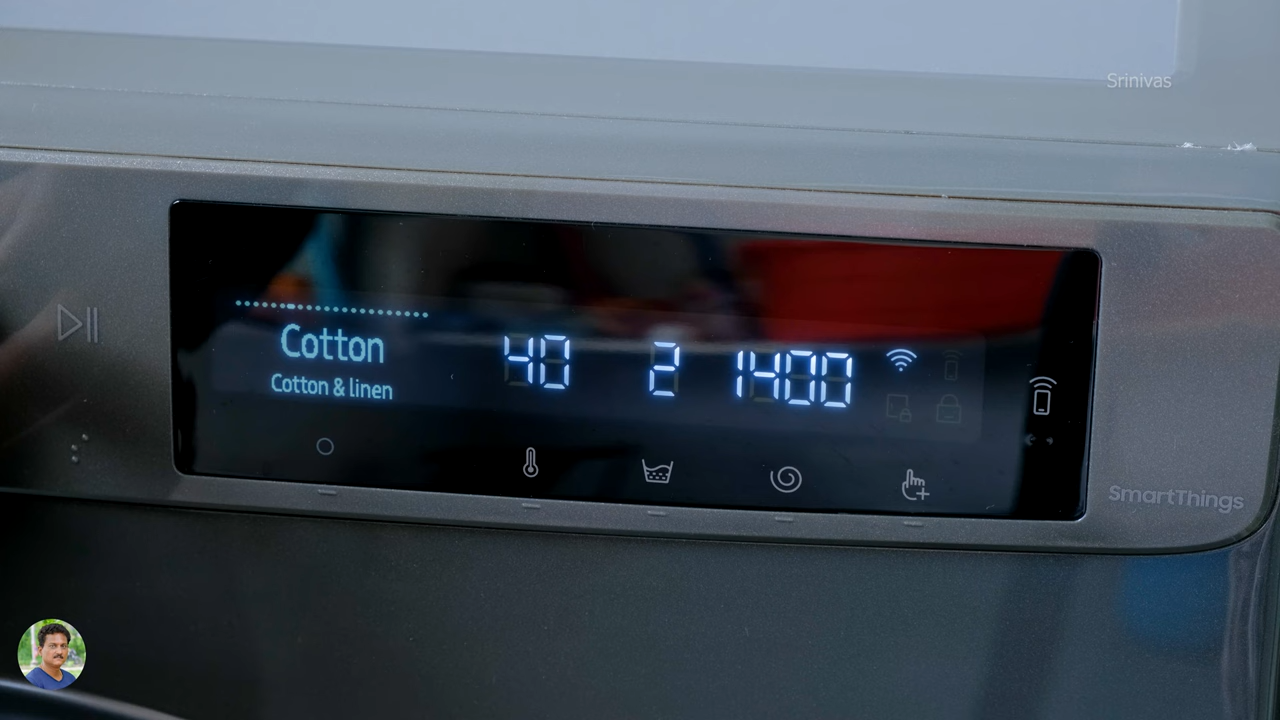 Srinivas
Cotton
Cotton & linen
40
2
1400
SmartThings